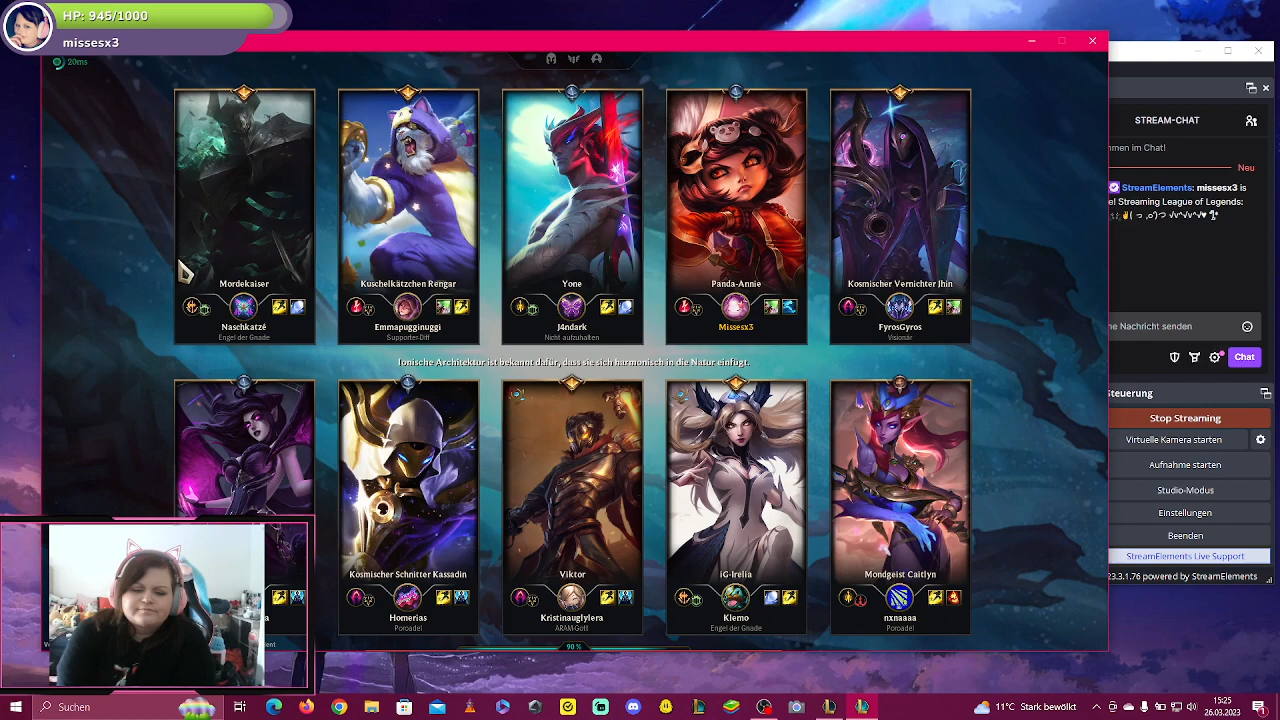 HP: 945/1000
missesx3
20ms
Mordekaiser
Naschkatzé
Engel der Gnade
Kuschelkätzchen Rengar
Emmapugginuggi
Supporter-Diff
Yone
J4ndark
Nicht aufzuhalten
Panda-Annie
Missesx3
Kosmischer Vernichter Jhin
FyrosGyros
Visionär
Ionische Architektur ist bekannt dafür, dass sie sich harmonisch in die Natur einfügt.
Kosmischer Schnitter Kassadin
Homerias
Poroadel
Viktor
Kristinauglylera
ARAM-Gott
iG-Irelia
Klemo
Engel der Gnade
Mondgeist Caitlyn
nxnaaaa
Poroadel
90 %
STREAM-CHAT
mmen im Chat!
Neu
StreamElements: missesx3 is
el Streaming League of Legends:
ne Nachricht senden
Chat
Steuerung
Stop Streaming
Virtuelle Kamera starten
Aufnahme starten
Studio-Modus
Einstellungen
Beenden
StreamElements Live Support
23.3.1.76 powered by StreamElements
Suchen
11°C Stark bewölkt
15:25
26.03.2023